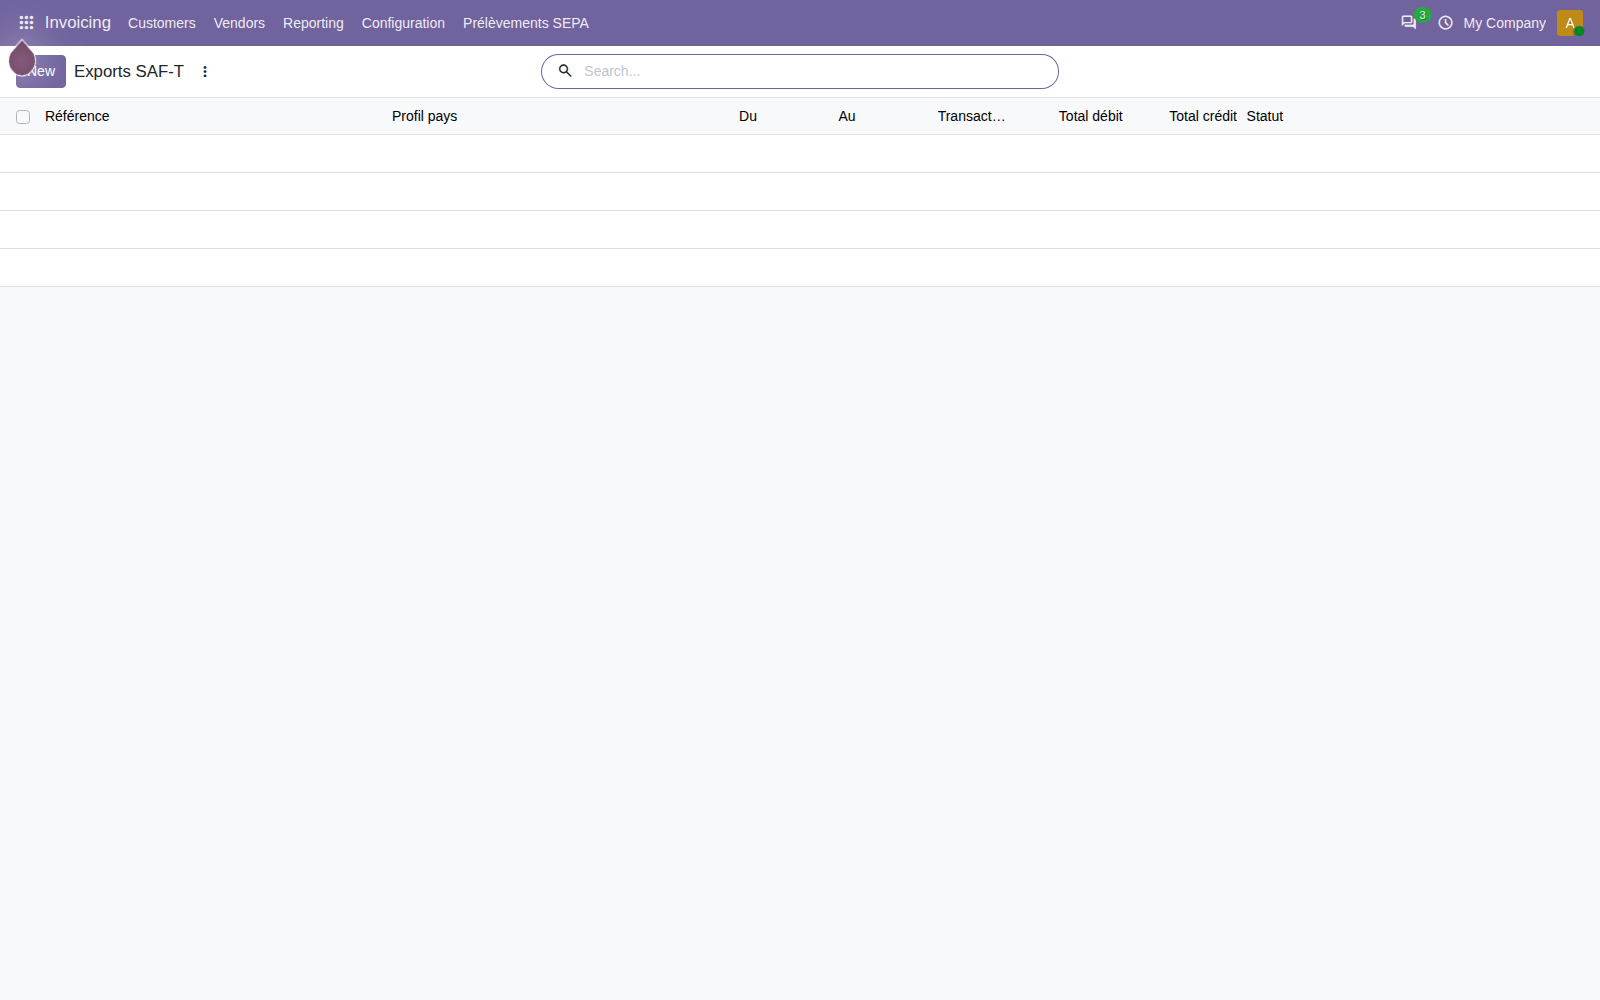 Invoicing Customers Vendors Reporting Configuration Prélèvements SEPA 3 My Company A
New Exports SAF-T Search...
Référence Profil pays Du Au Transact... Total débit Total crédit Statut